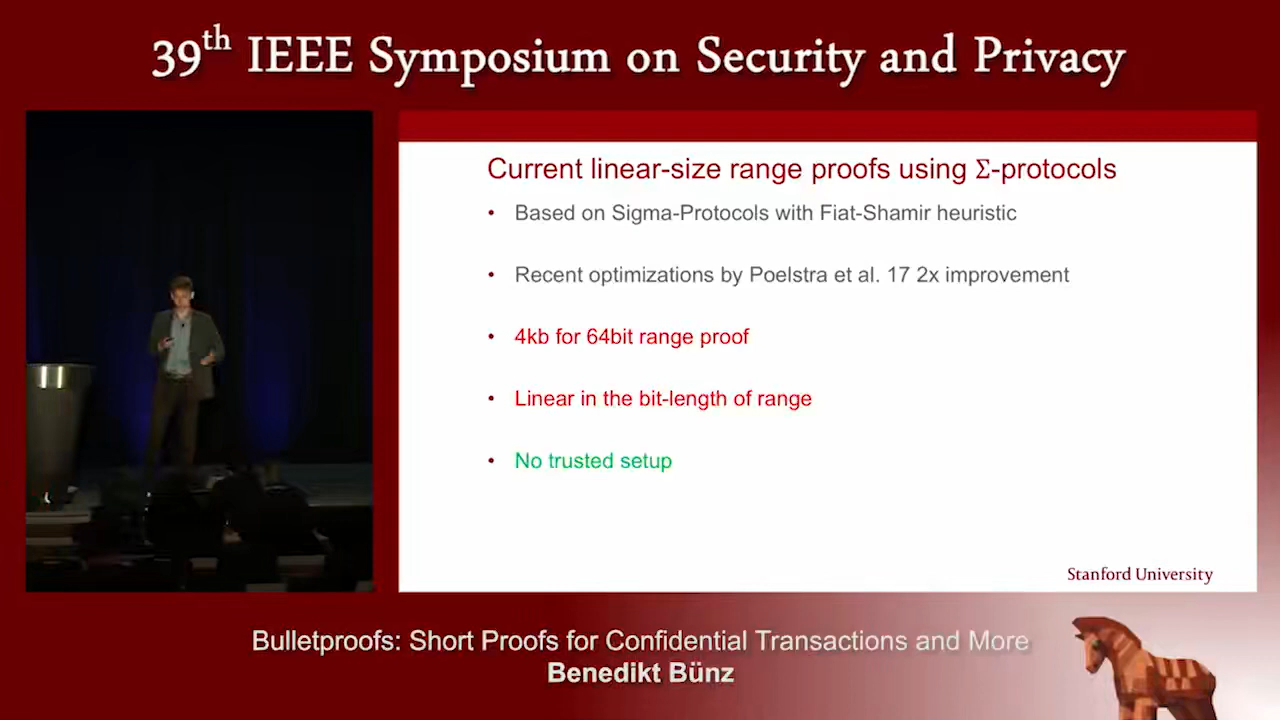 39th IEEE Symposium on Security and Privacy
Current linear-size range proofs using Σ-protocols
• Based on Sigma-Protocols with Fiat-Shamir heuristic
• Recent optimizations by Poelstra et al. 17 2x improvement
• 4kb for 64bit range proof
• Linear in the bit-length of range
• No trusted setup
Stanford University
Bulletproofs: Short Proofs for Confidential Transactions and More
Benedikt Bünz